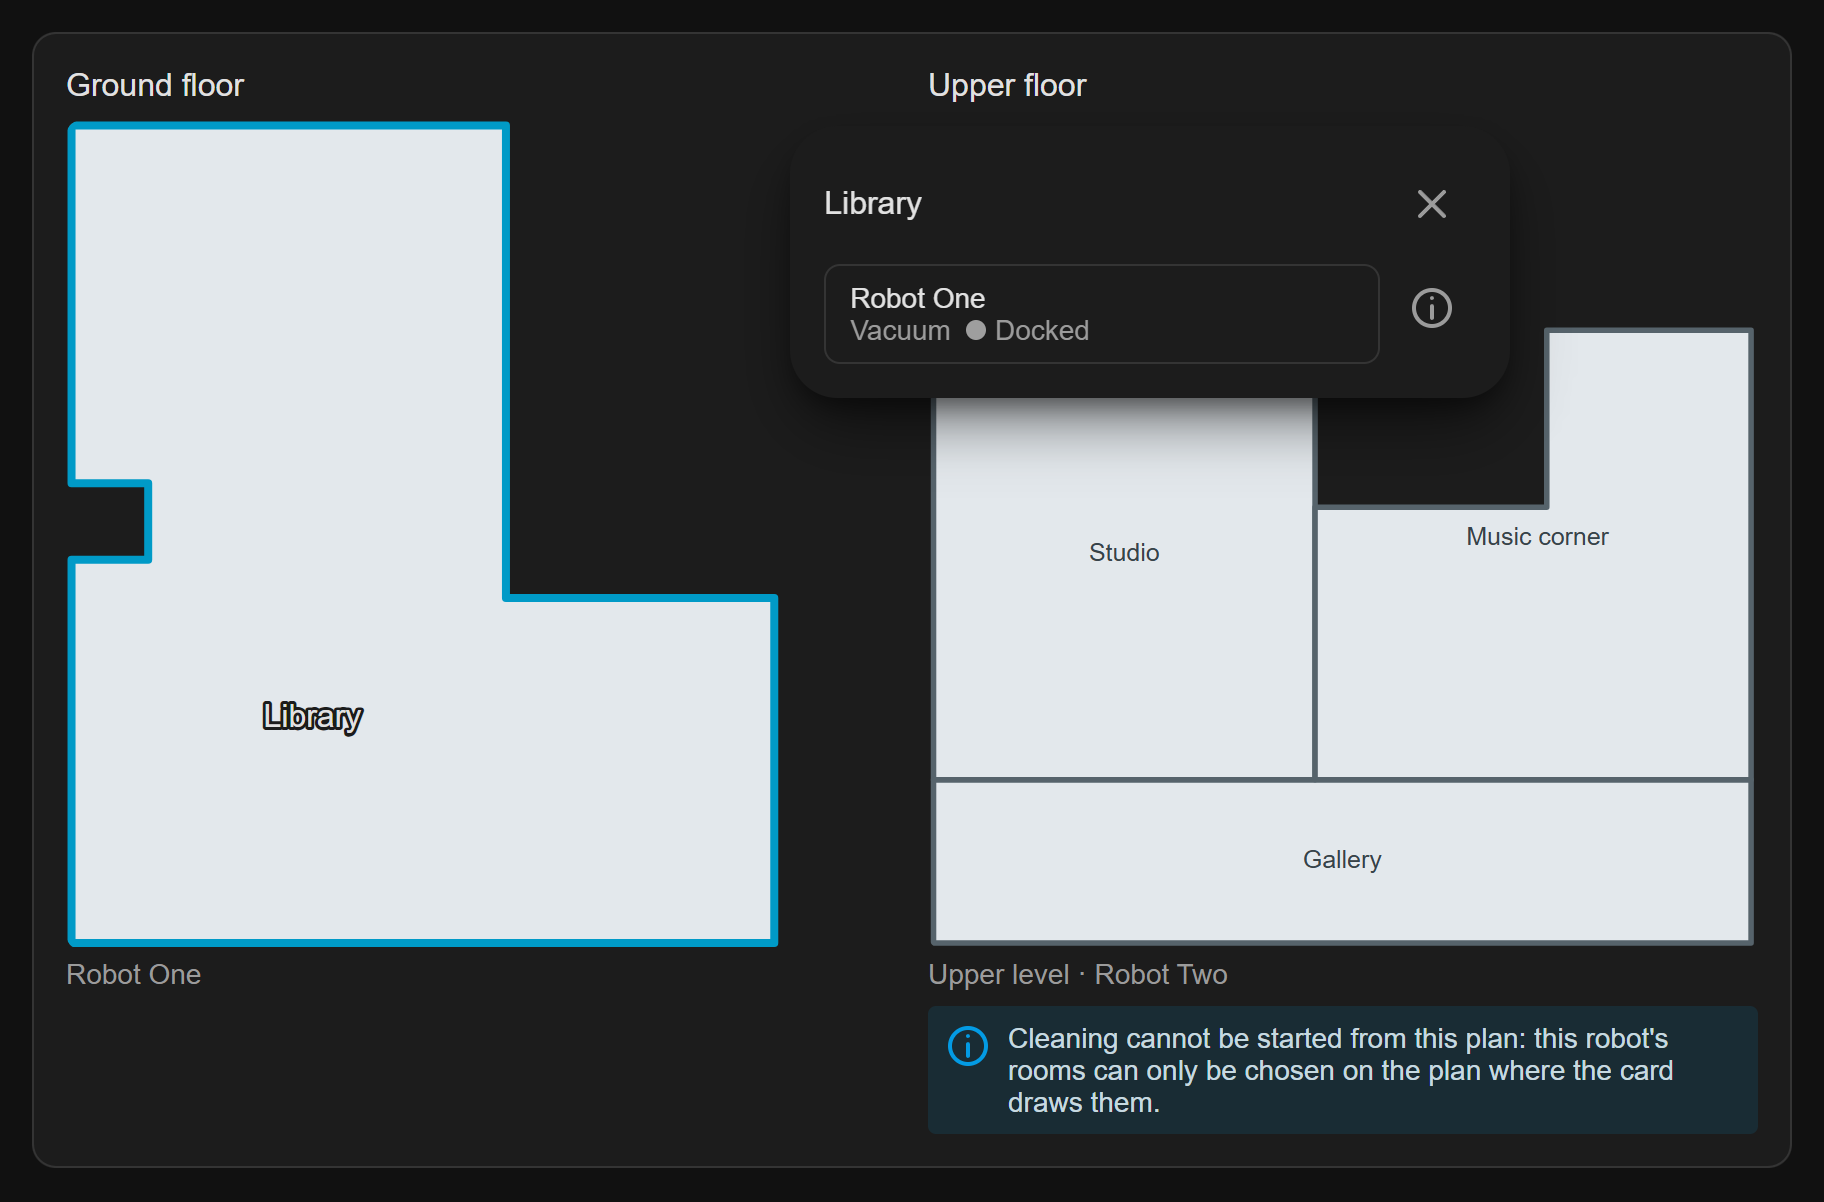 Ground floor
Upper floor
Library
Robot One
Vacuum Docked
Studio
Music corner
Library
Gallery
Robot One
Upper level · Robot Two
Cleaning cannot be started from this plan: this robot's
rooms can only be chosen on the plan where the card
draws them.